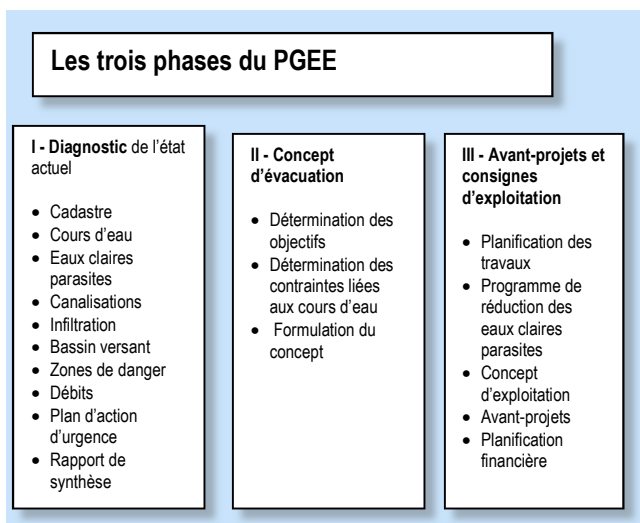 Les trois phases du PGEE
I - Diagnostic de l'état
actuel
• Cadastre
• Cours d'eau
• Eaux claires
parasites
• Canalisations
• Infiltration
• Bassin versant
• Zones de danger
• Débits
• Plan d'action
d'urgence
• Rapport de
synthèse
II - Concept
d'évacuation
• Détermination des
objectifs
• Détermination des
contraintes liées
aux cours d'eau
• Formulation du
concept
III - Avant-projets et
consignes
d'exploitation
• Planification des
travaux
• Programme de
réduction des
eaux claires
parasites
• Concept
d'exploitation
• Avant-projets
• Planification
financière